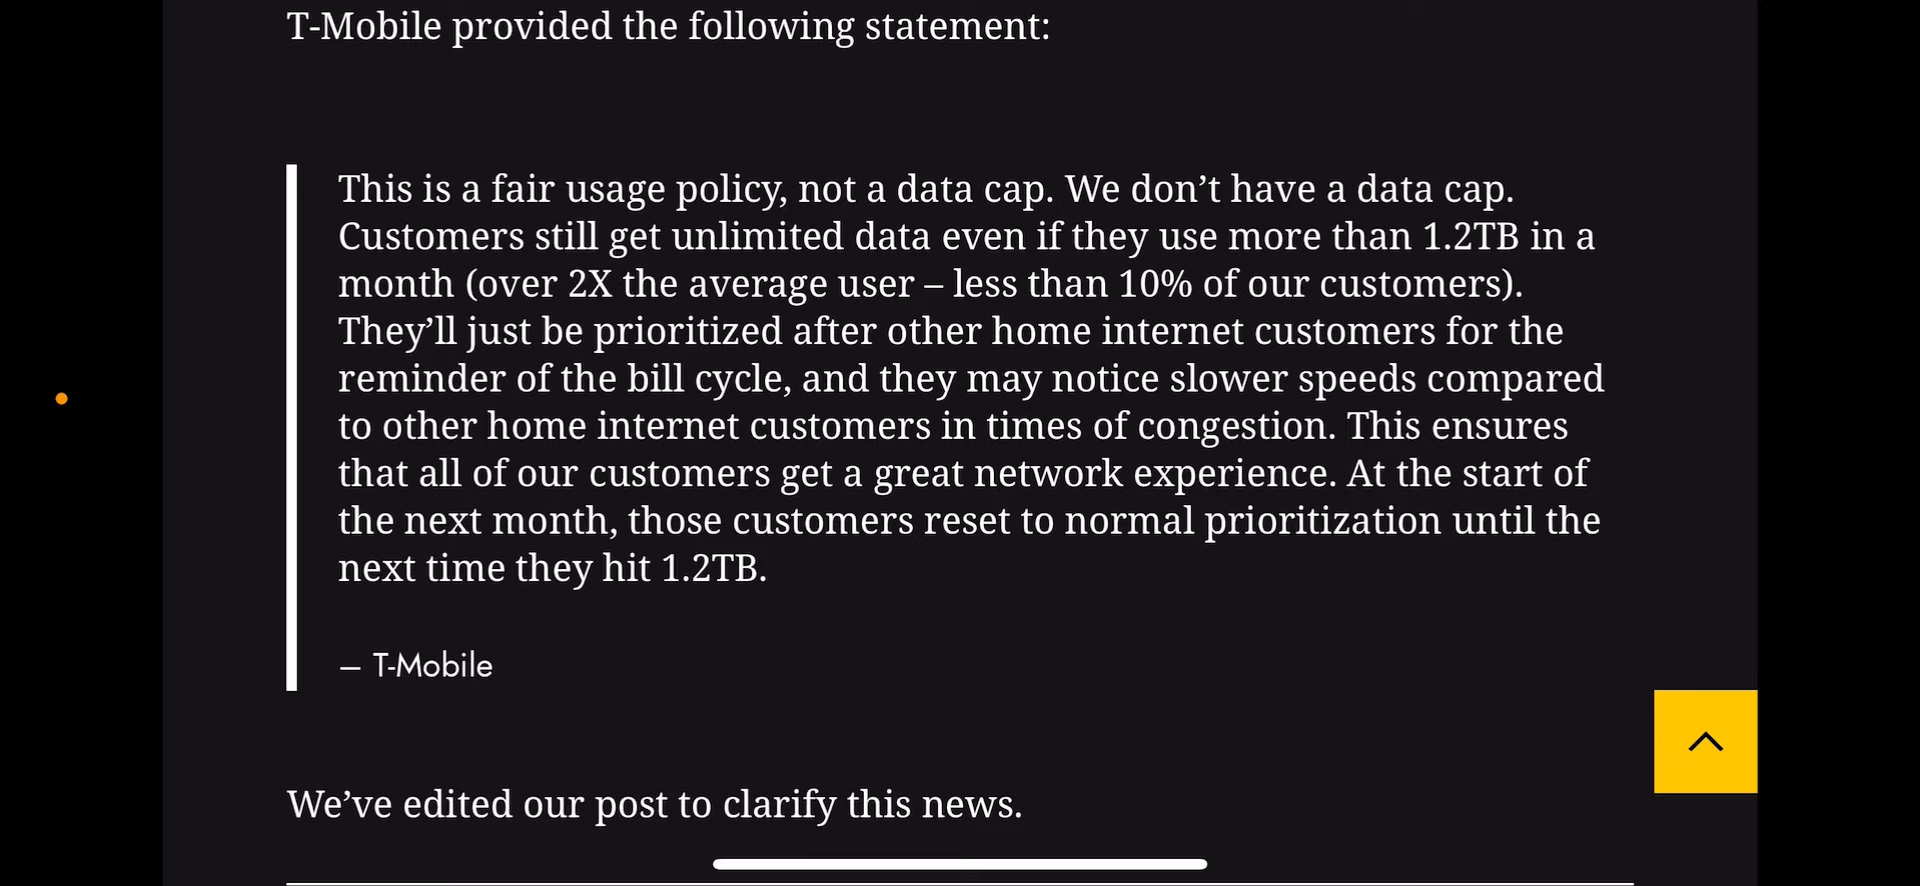 T-Mobile provided the following statement:
This is a fair usage policy, not a data cap. We don’t have a data cap.
Customers still get unlimited data even if they use more than 1.2TB in a
month (over 2X the average user – less than 10% of our customers).
They’ll just be prioritized after other home internet customers for the
reminder of the bill cycle, and they may notice slower speeds compared
to other home internet customers in times of congestion. This ensures
that all of our customers get a great network experience. At the start of
the next month, those customers reset to normal prioritization until the
next time they hit 1.2TB.
— T-Mobile
We’ve edited our post to clarify this news.